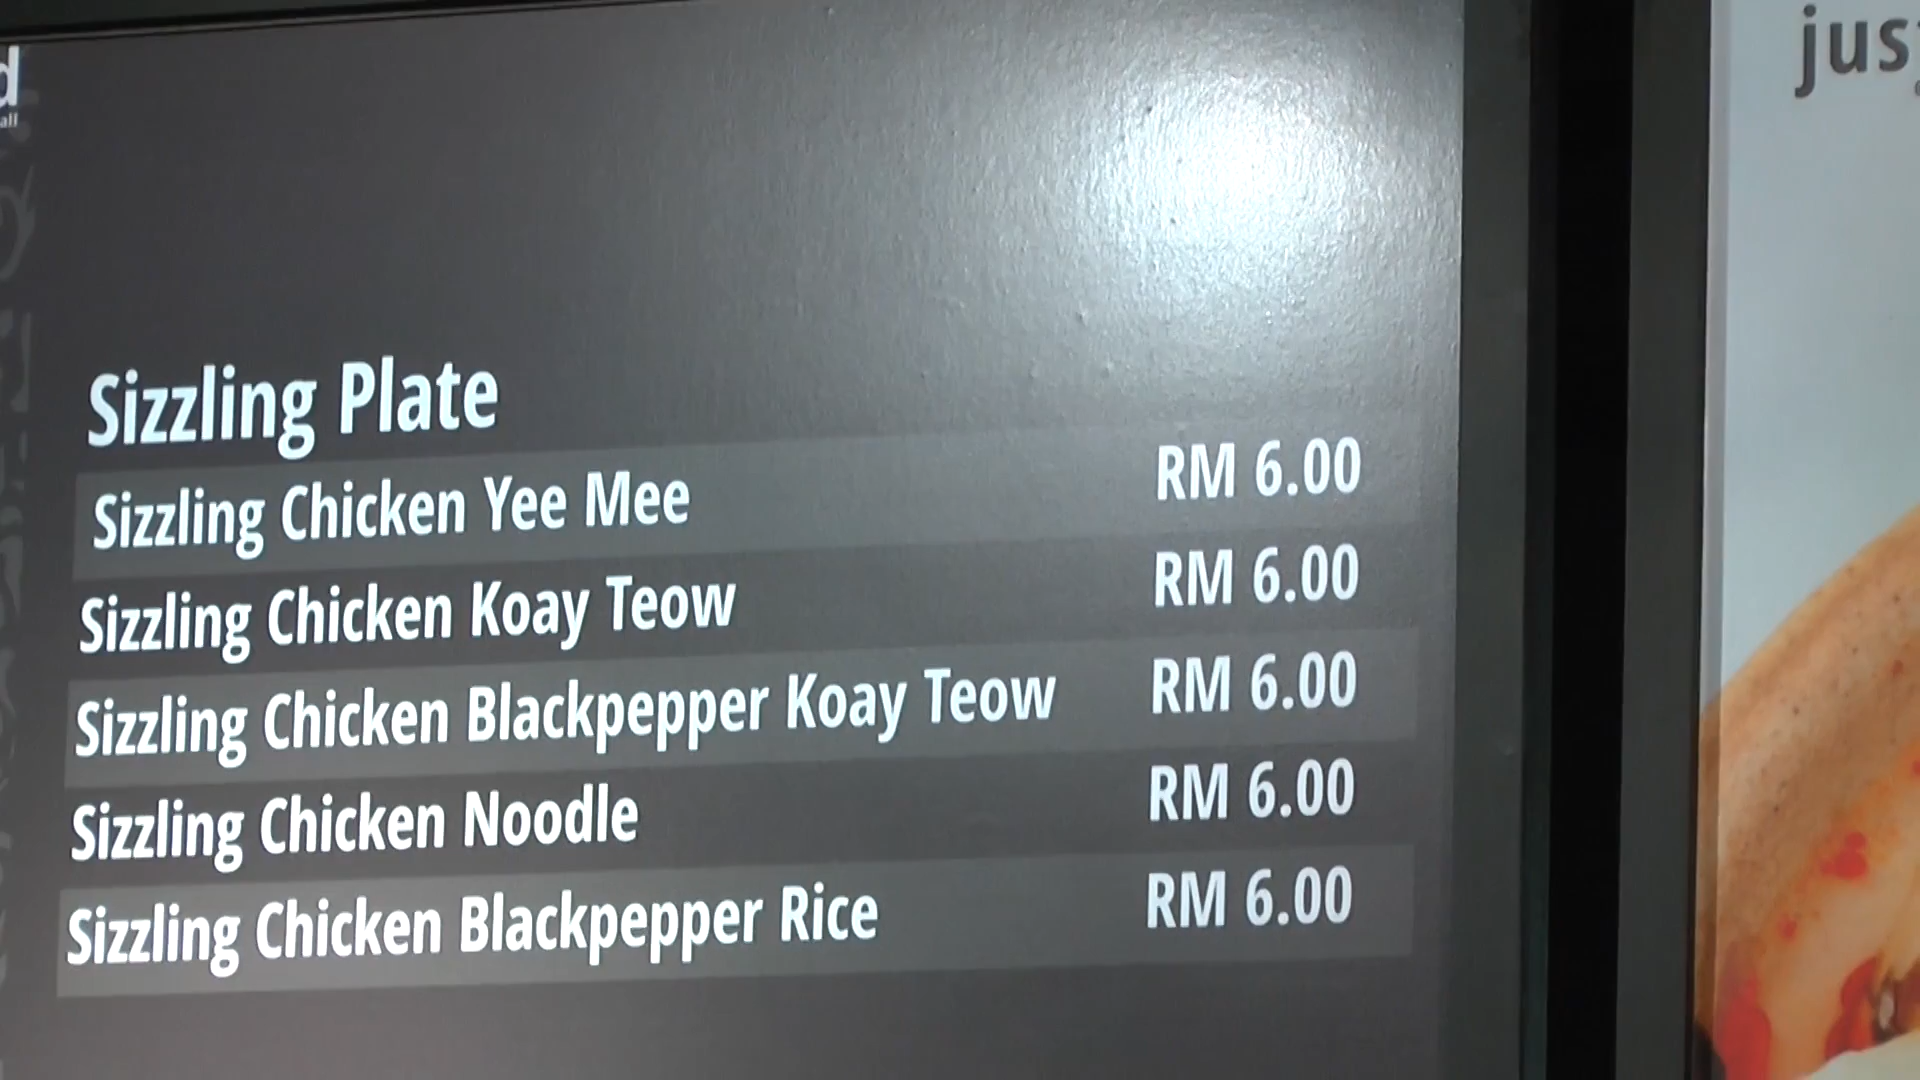 Sizzling Plate
Sizzling Chicken Yee Mee RM 6.00
Sizzling Chicken Koay Teow RM 6.00
Sizzling Chicken Blackpepper Koay Teow RM 6.00
Sizzling Chicken Noodle RM 6.00
Sizzling Chicken Blackpepper Rice RM 6.00